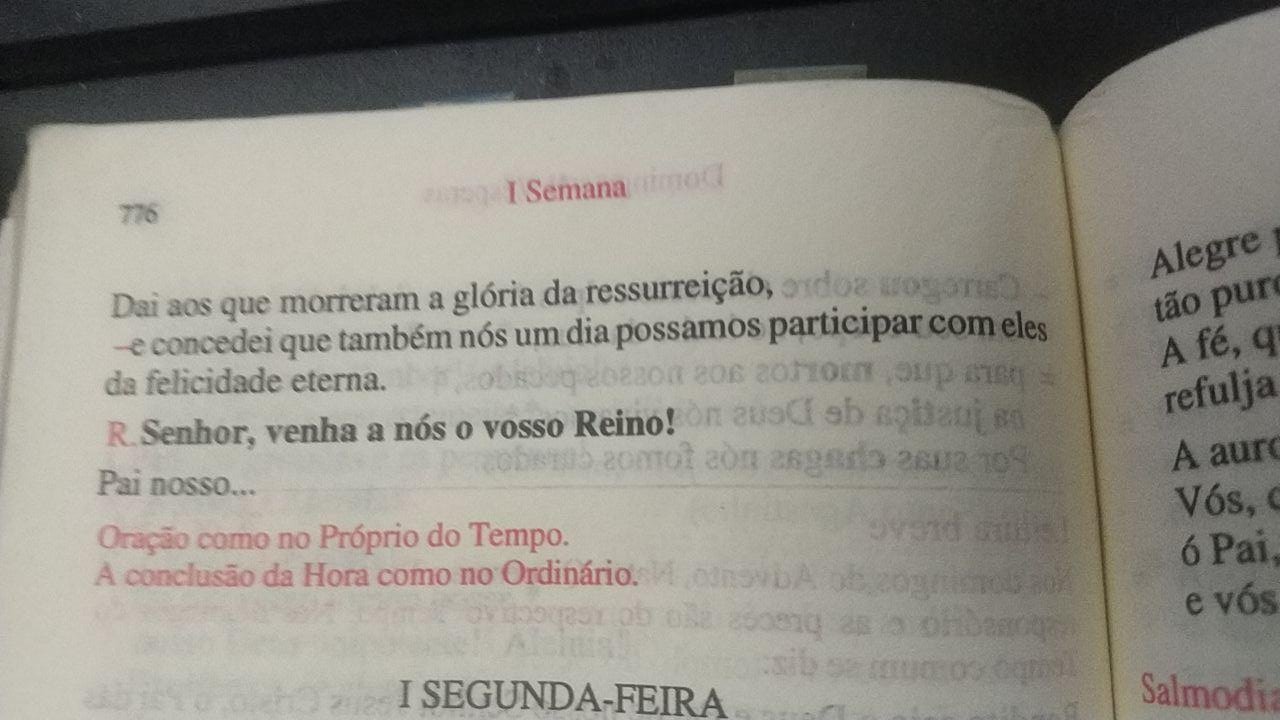 776
I Semana
Dai aos que morreram a glória da ressurreição,
–e concedei que também nós um dia possamos participar com eles
da felicidade eterna.
R. Senhor, venha a nós o vosso Reino!
Pai nosso...
Oração como no Próprio do Tempo.
A conclusão da Hora como no Ordinário.
I SEGUNDA-FEIRA
Alegre
tão
A fé,
refulja
A
Vós,
ó Pai,
e vós
Salmodia